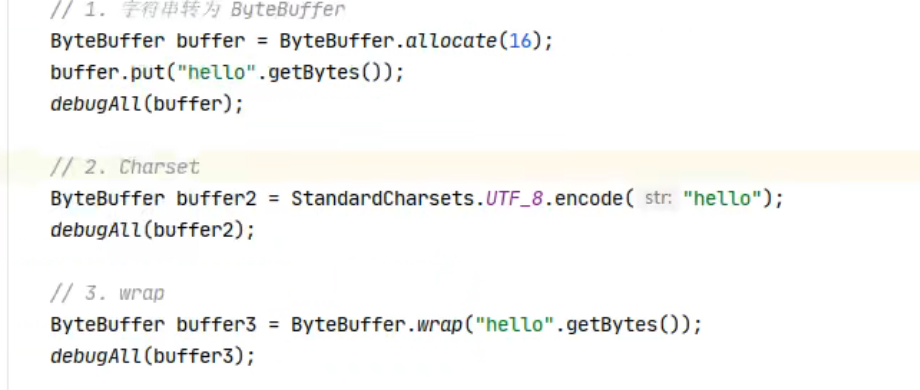 // 1. 字符串转为 ByteBuffer
ByteBuffer buffer = ByteBuffer.allocate(16);
buffer.put("hello".getBytes());
debugAll(buffer);
// 2. Charset
ByteBuffer buffer2 = StandardCharsets.UTF_8.encode( str: "hello");
debugAll(buffer2);
// 3. wrap
ByteBuffer buffer3 = ByteBuffer.wrap("hello".getBytes());
debugAll(buffer3);